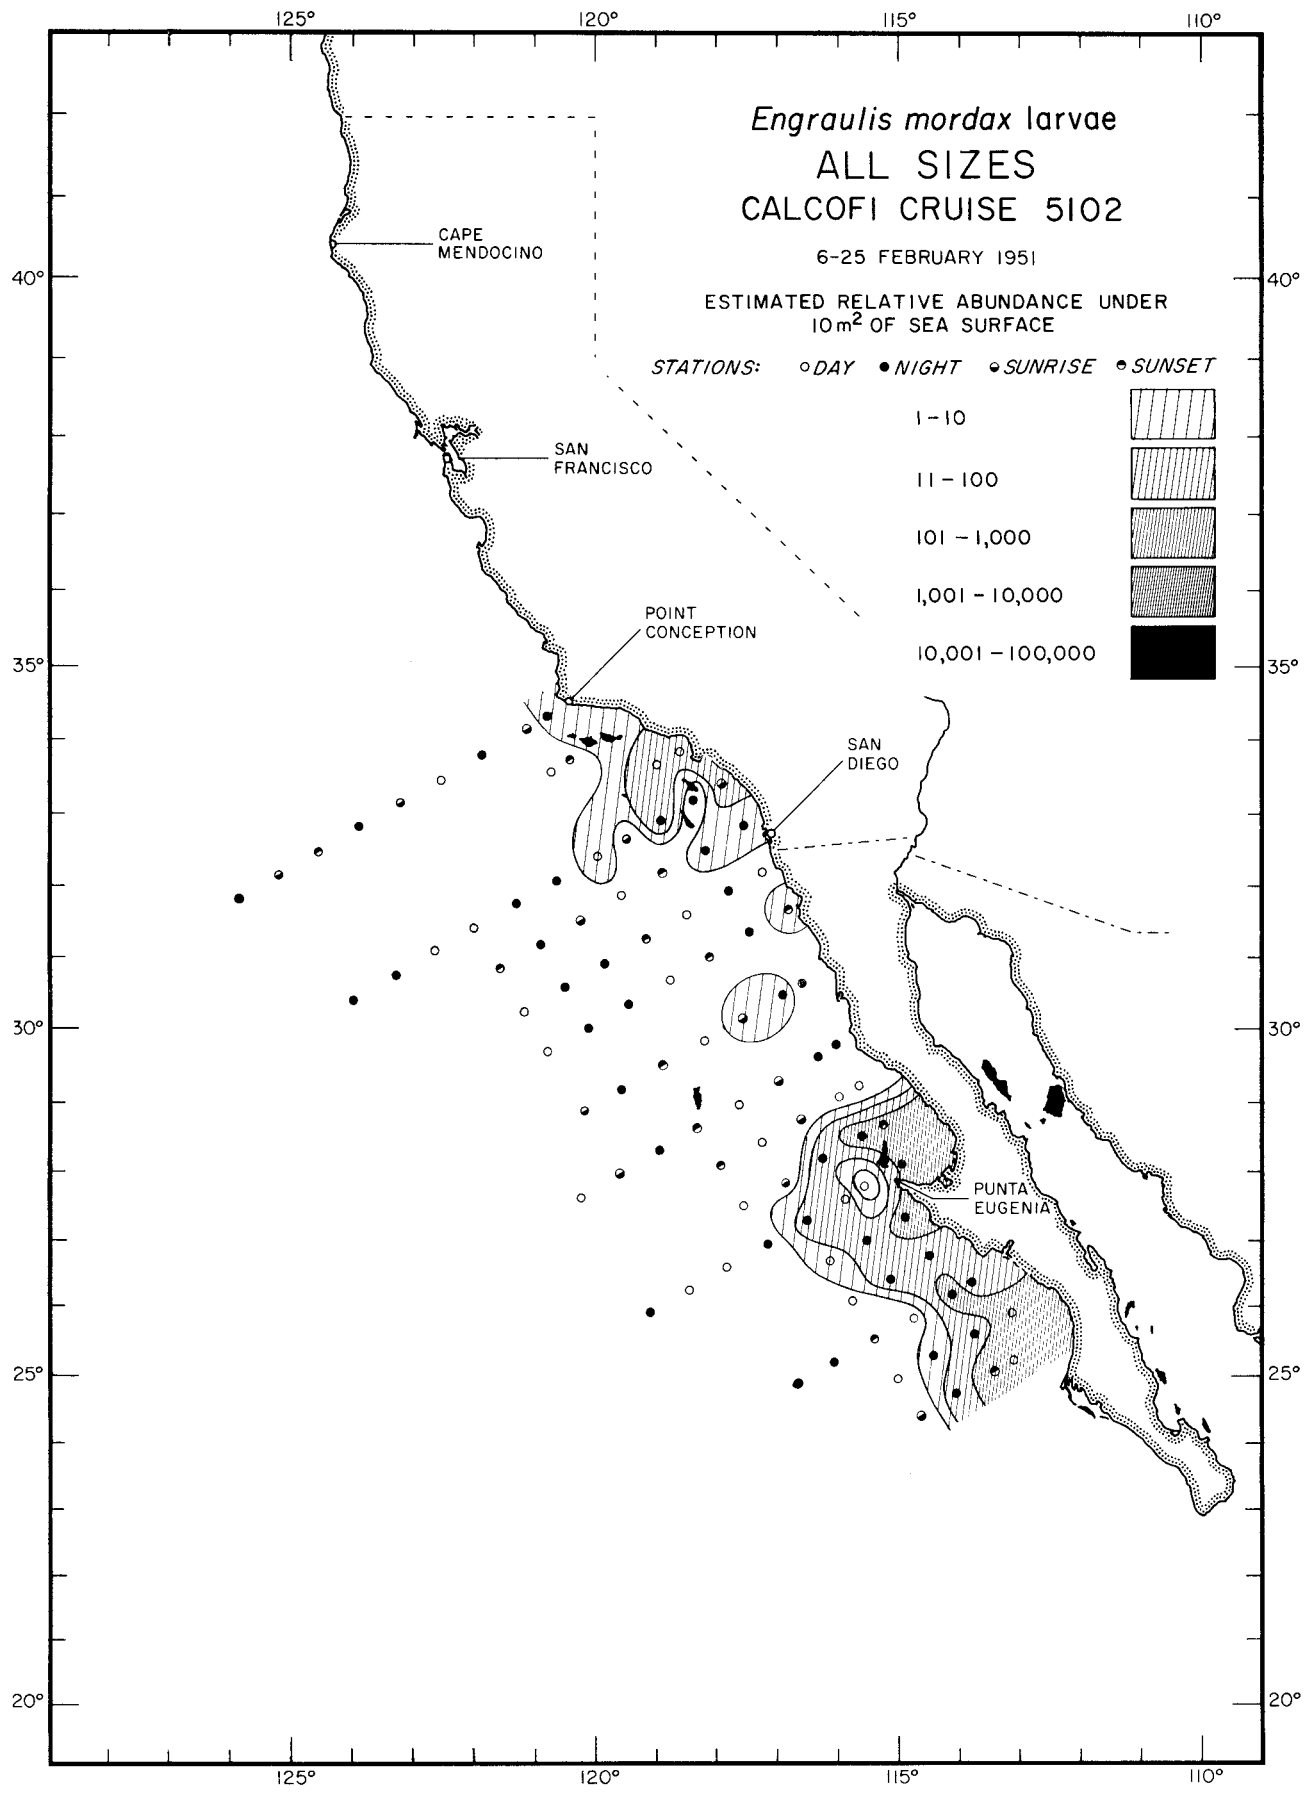 125° 120° 115° 110°
Engraulis mordax larvae
ALL SIZES
CALCOFI CRUISE 5102
6-25 FEBRUARY 1951
ESTIMATED RELATIVE ABUNDANCE UNDER
10m² OF SEA SURFACE
STATIONS: DAY NIGHT SUNRISE SUNSET
1-10
11-100
101-1,000
1,001-10,000
10,001-100,000
CAPE
MENDOCINO
40° 40°
SAN
FRANCISCO
POINT
CONCEPTION
35° 35°
SAN
DIEGO
30° 30°
PUNTA
EUGENIA
25° 25°
20° 20°
125° 120° 115° 110°